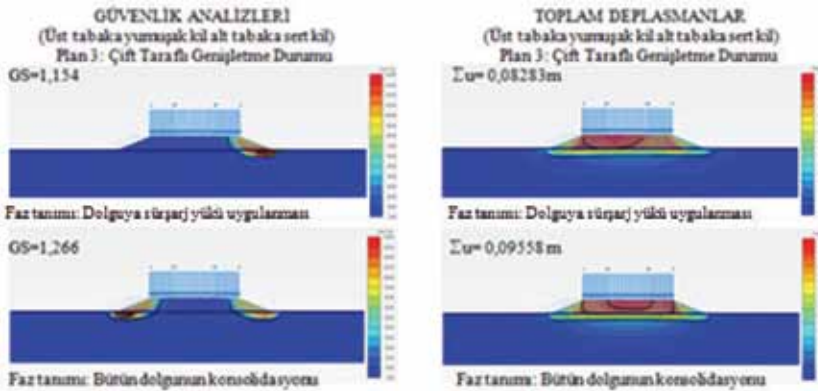 GÜVENLİK ANALİZLERİ
(Üst tabaka yumuşak kil alt tabaka sert kil)
Plan 3: Çift Taraflı Genişletme Durumu
GS=1,154
Faz tanımı: Dolguya sürşarj yükü uygulanması
GS=1,266
Faz tanımı: Bütün dolgunun konsolidasyonu
TOPLAM DEPLASMANLAR
(Üst tabaka yumuşak kil alt tabaka sert kil)
Plan 3: Çift Taraflı Genişletme Durumu
Σu= 0,08283m
Faz tanımı: Dolguya sürşarj yükü uygulanması
Σu= 0,09558 m
Faz tanımı: Bütün dolgunun konsolidasyonu